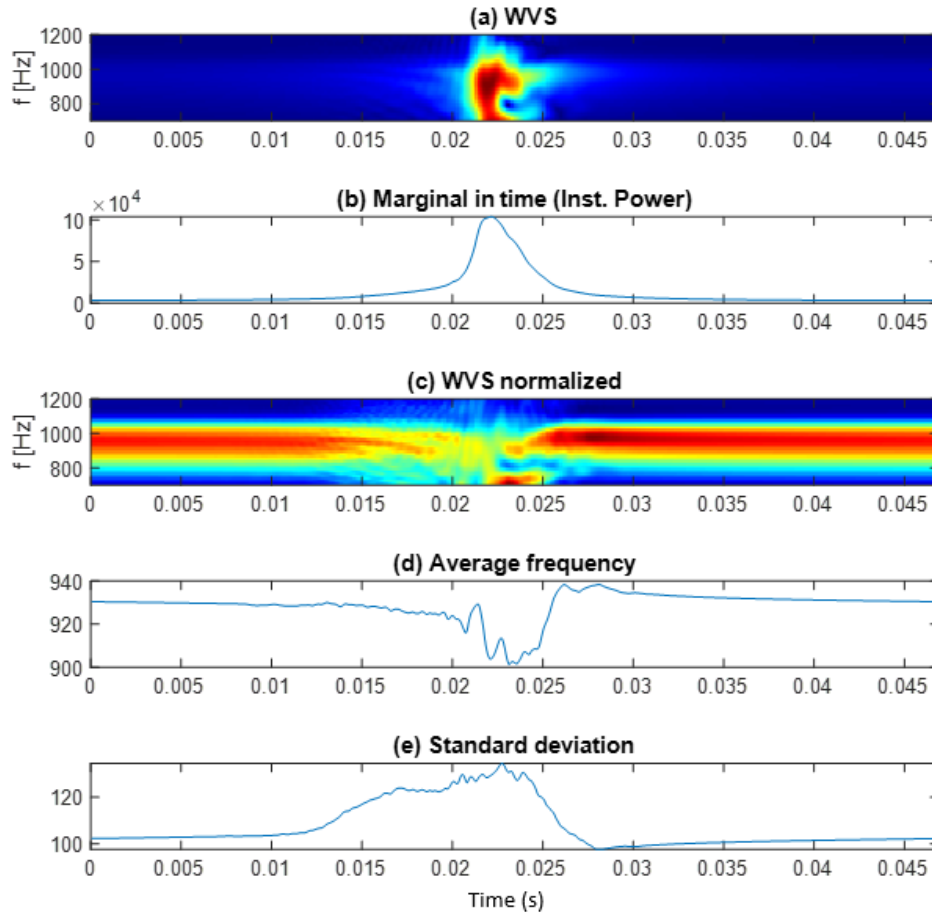 (a) WVS
1200
1000
800
f [Hz]
0 0.005 0.01 0.015 0.02 0.025 0.03 0.035 0.04 0.045
(b) Marginal in time (Inst. Power)
× 10⁴
10
5
0
0 0.005 0.01 0.015 0.02 0.025 0.03 0.035 0.04 0.045
(c) WVS normalized
1200
1000
800
f [Hz]
0 0.005 0.01 0.015 0.02 0.025 0.03 0.035 0.04 0.045
(d) Average frequency
940
920
900
0 0.005 0.01 0.015 0.02 0.025 0.03 0.035 0.04 0.045
(e) Standard deviation
120
100
0 0.005 0.01 0.015 0.02 0.025 0.03 0.035 0.04 0.045
Time (s)